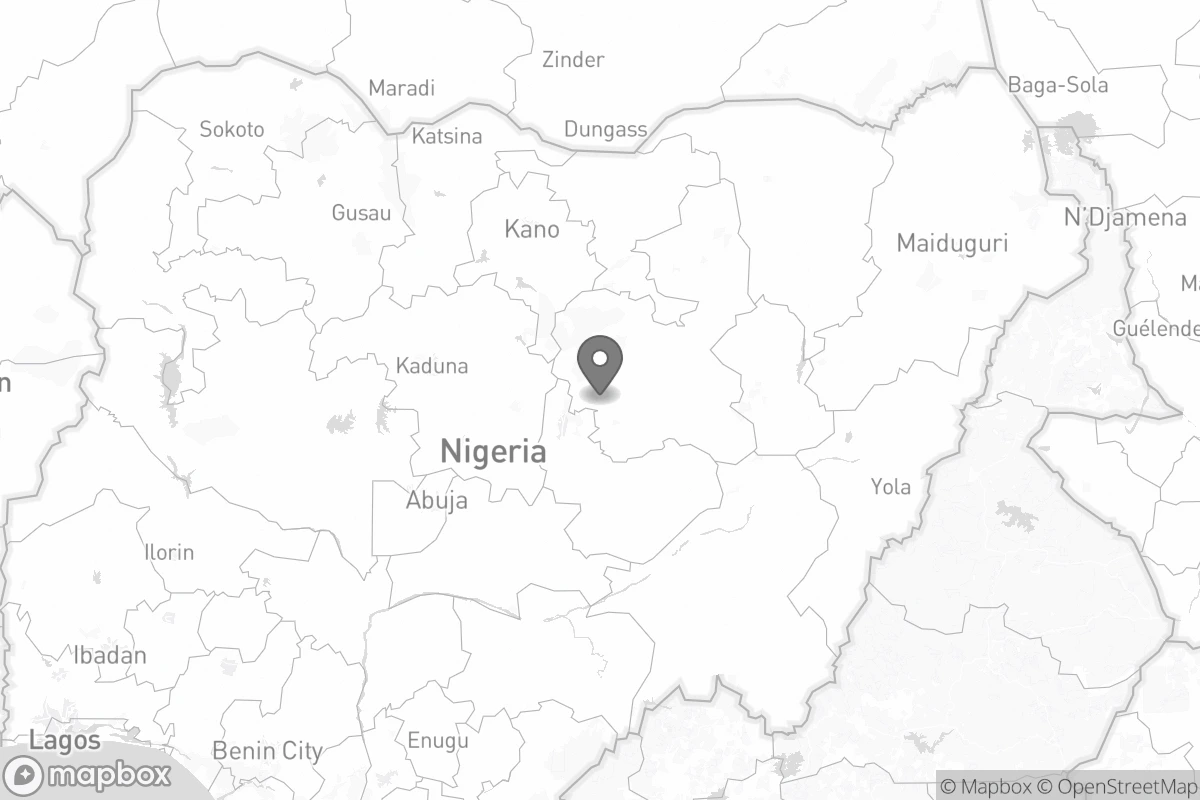 Zinder
Maradi
Baga-Sola
Sokoto
Katsina
Dungass
Gusau
Kano
N'Djamena
Maiduguri
Ma
Guélende
Kaduna
n
Nigeria
Abuja
Yola
Ilorin
Ibadan
Lagos
Benin City
Enugu
mapbox
© Mapbox © OpenStreetMap